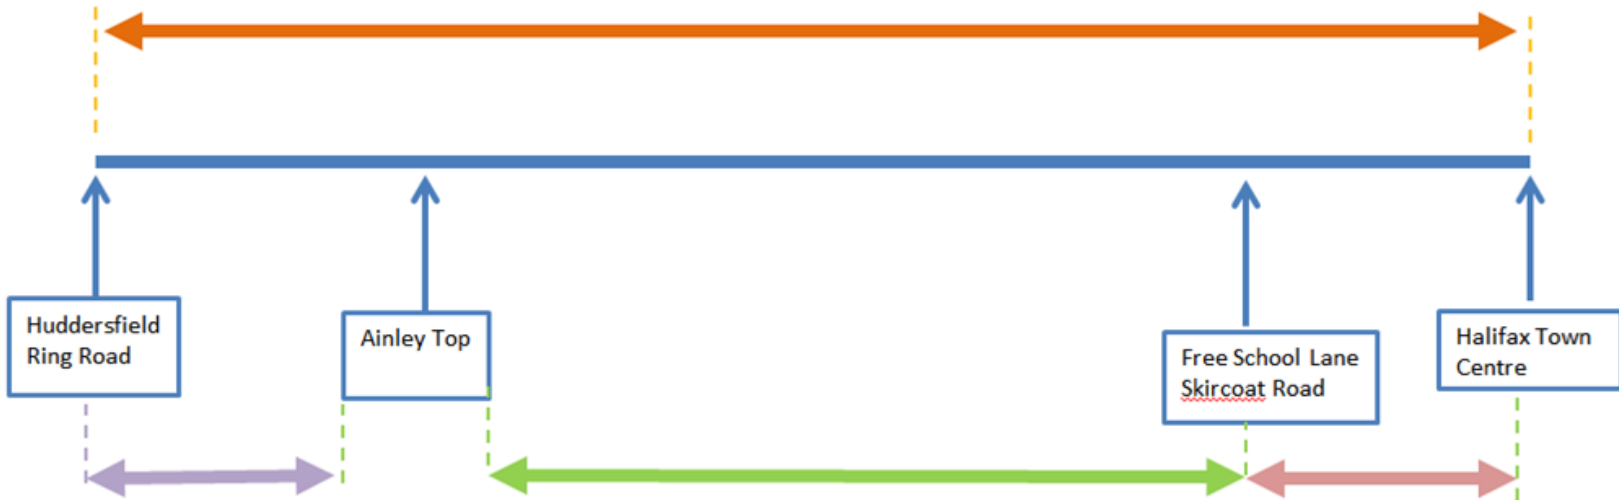 Huddersfield
Ring Road
Ainley Top
Free School Lane
Skircoat Road
Halifax Town
Centre